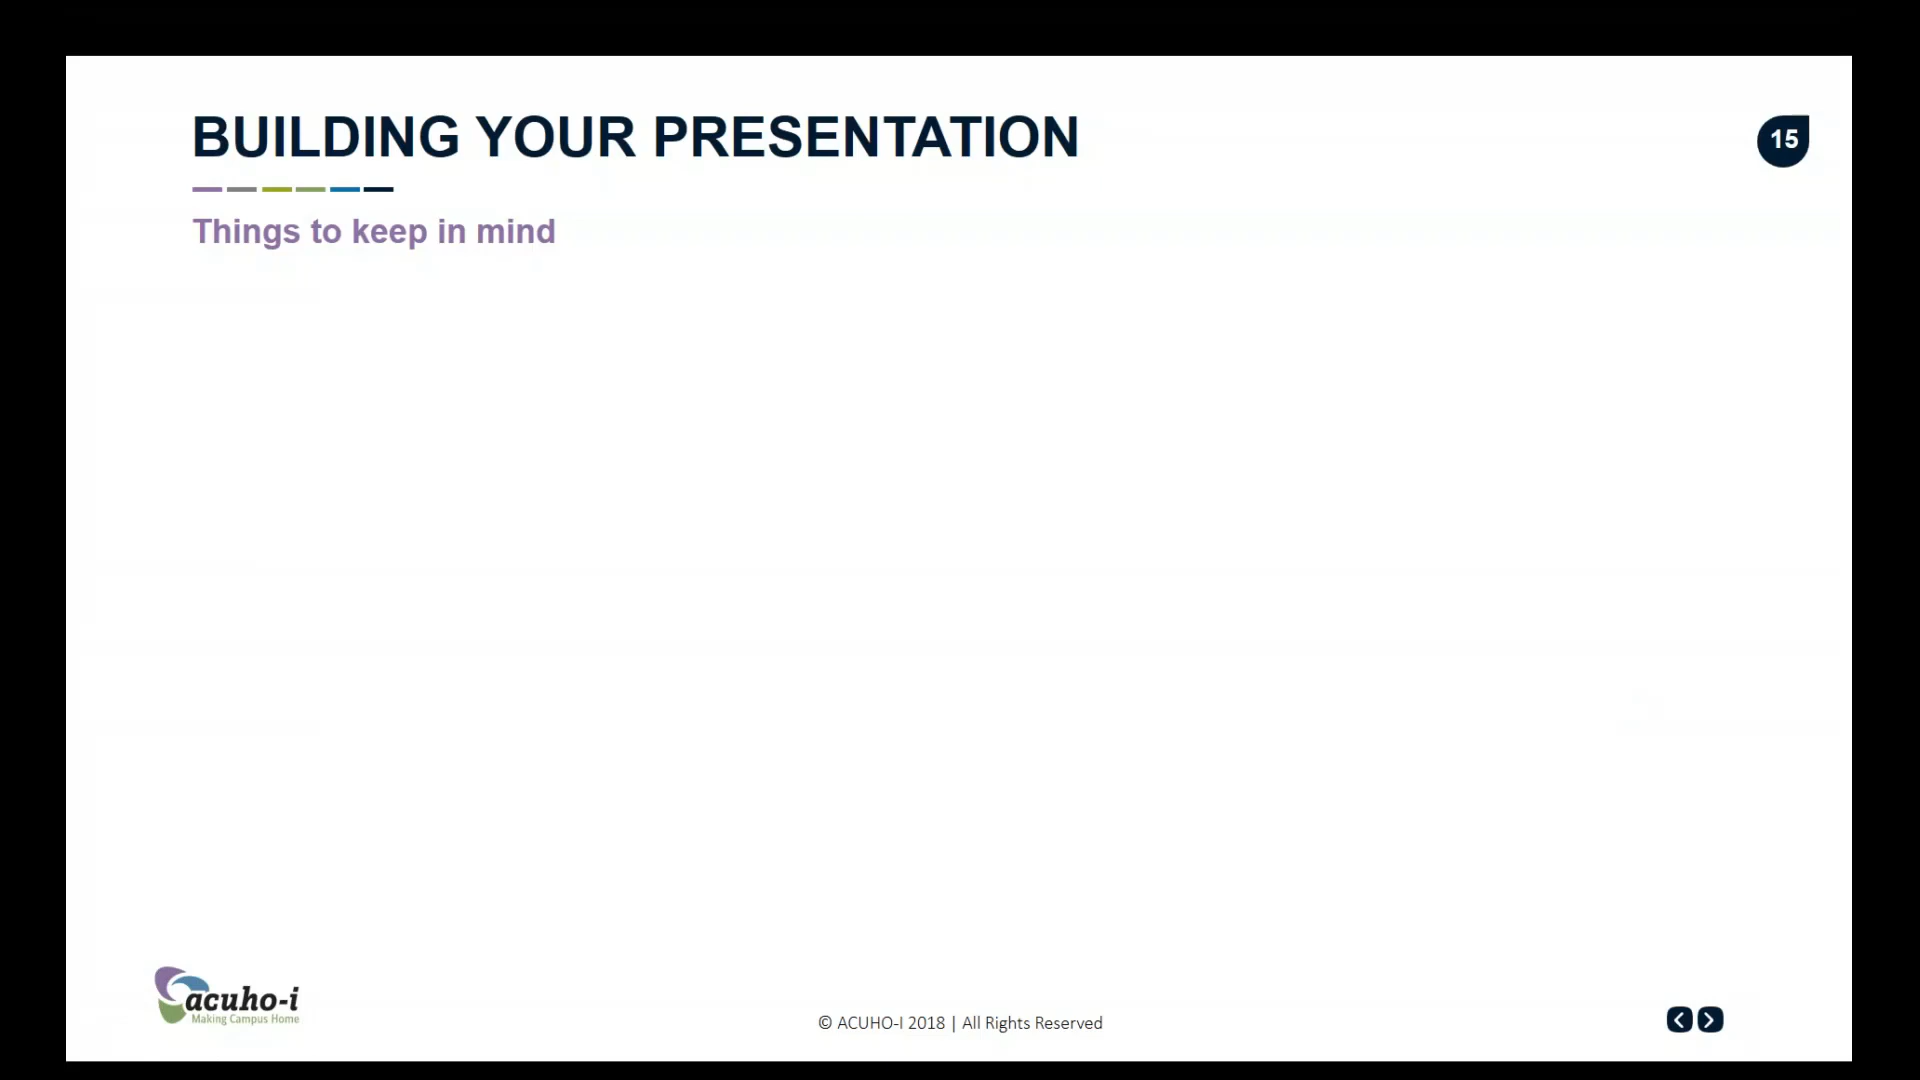 BUILDING YOUR PRESENTATION
15
Things to keep in mind
acuho-i
Making Campus Home
© ACUHO-I 2018 | All Rights Reserved